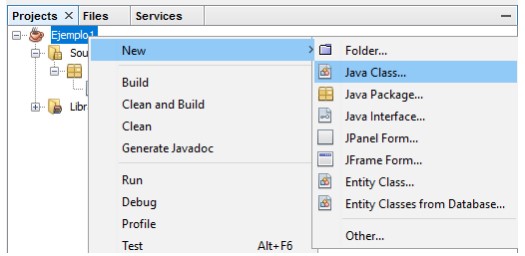 Projects × Files Services
Ejemplo1
Sou
Libr
New
Build
Clean and Build
Clean
Generate Javadoc
Run
Debug
Profile
Test Alt+F6
Folder...
Java Class...
Java Package...
Java Interface...
JPanel Form...
JFrame Form...
Entity Class...
Entity Classes from Database...
Other...